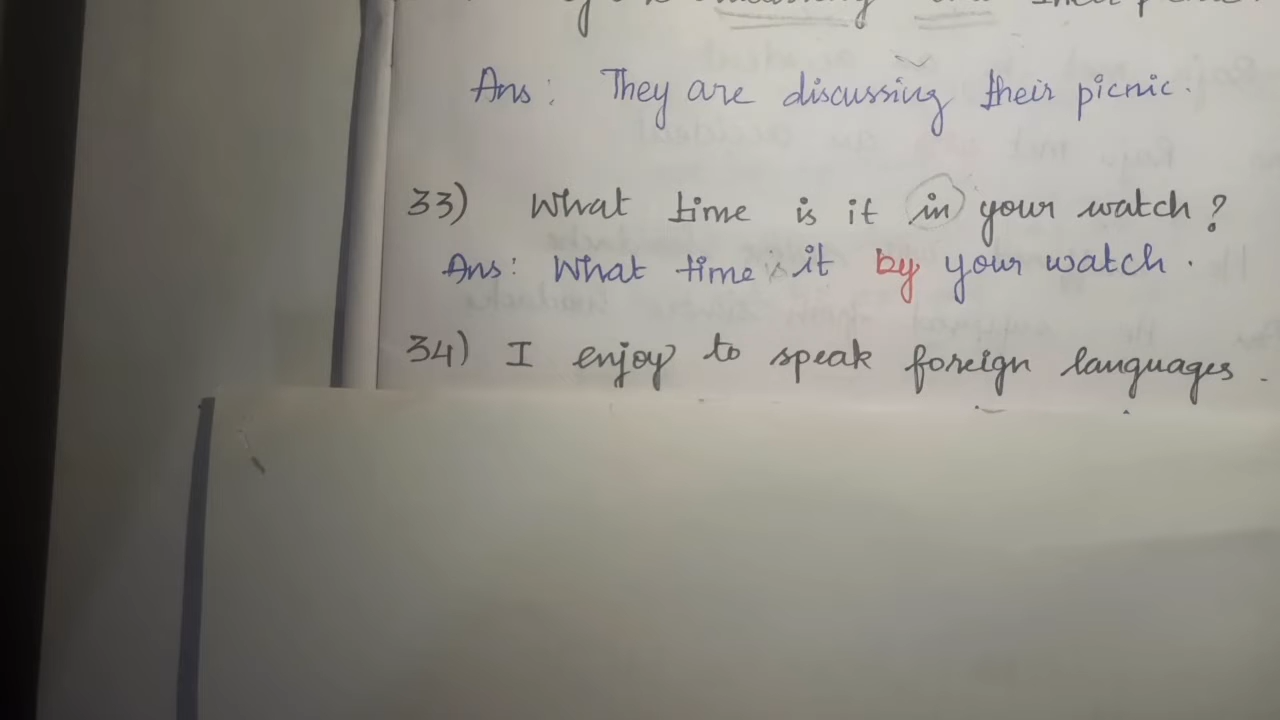 Ans: They are discussing their picnic.
33) What time is it in your watch?
Ans: What time is it by your watch.
34) I enjoy to speak foreign languages.